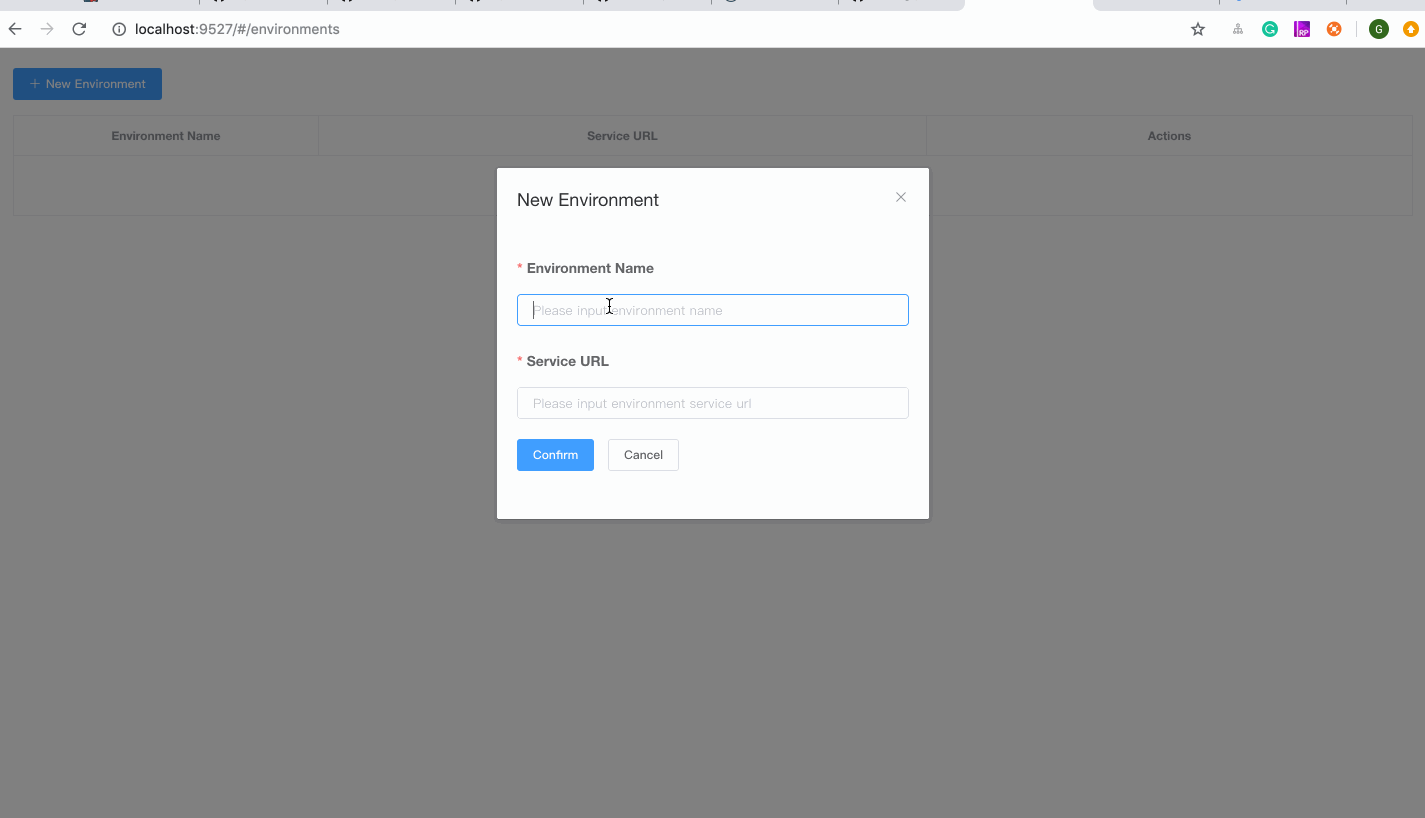 localhost:9527/#/environments
RP
G
+ New Environment
Environment Name
Service URL
Actions
New Environment
* Environment Name
Please input environment name
* Service URL
Please input environment service url
Confirm
Cancel